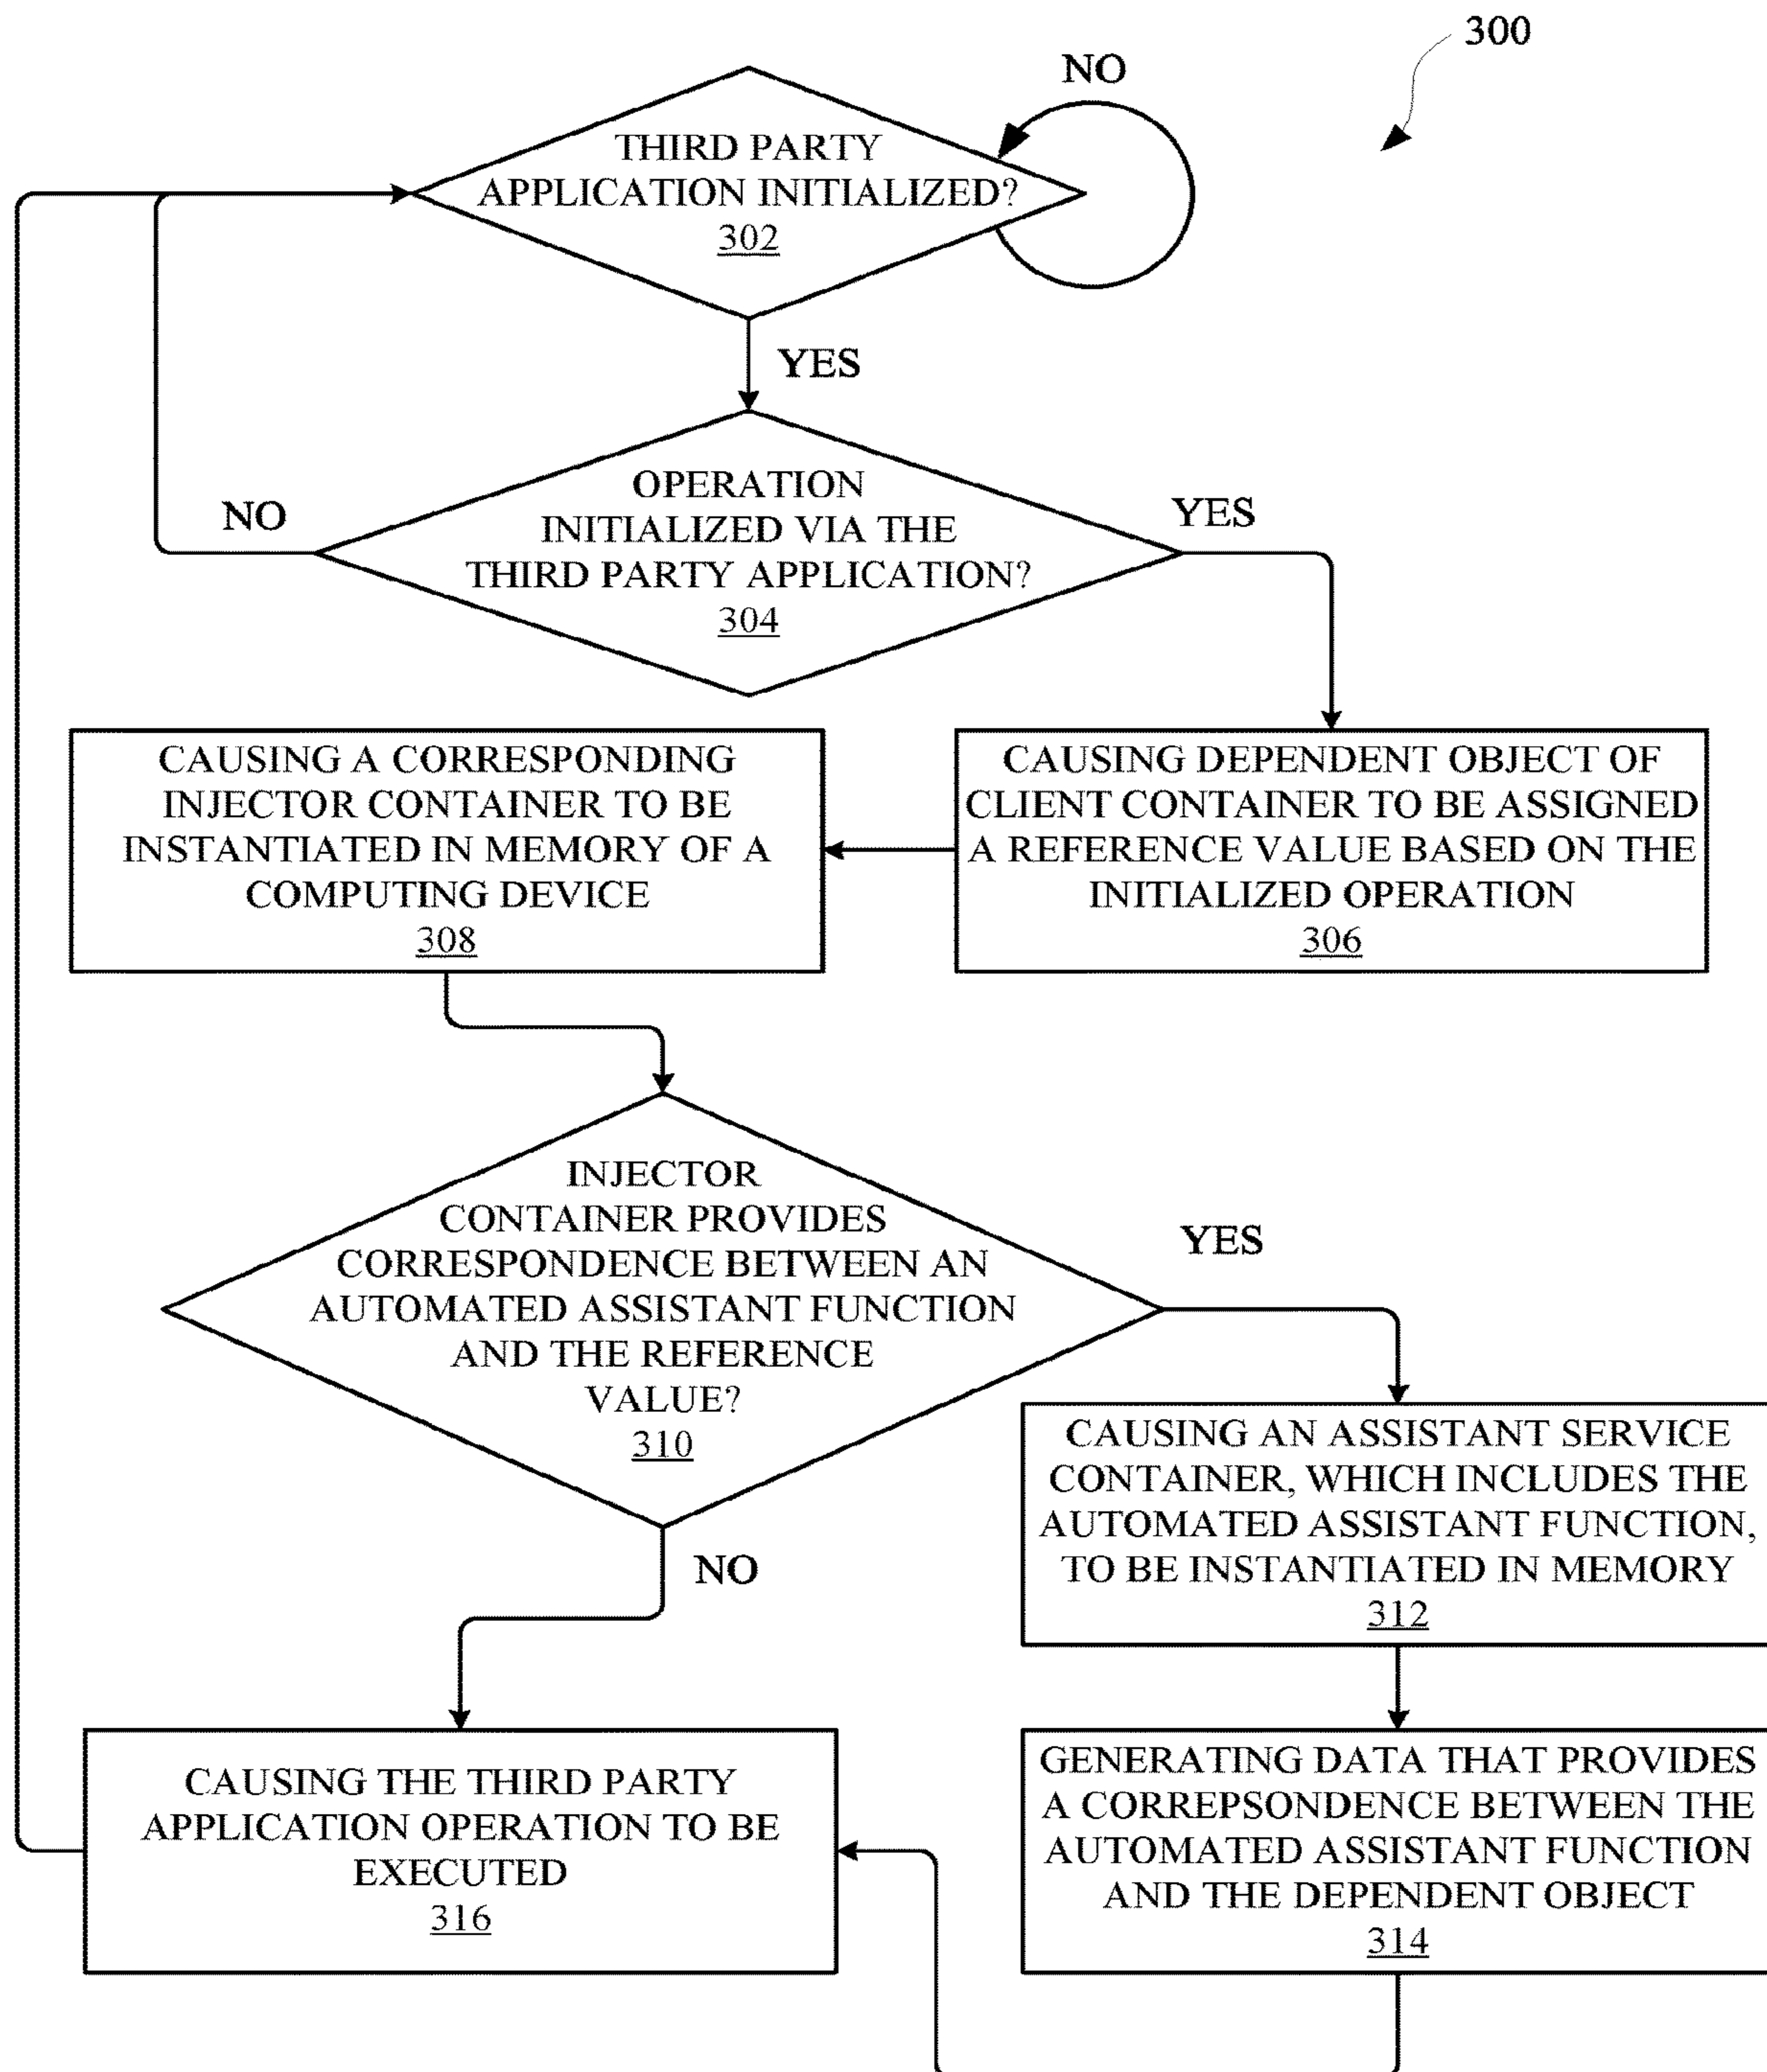 300
NO
THIRD PARTY
APPLICATION INITIALIZED?
302
YES
OPERATION
INITIALIZED VIA THE
THIRD PARTY APPLICATION?
304
NO
YES
CAUSING DEPENDENT OBJECT OF
CLIENT CONTAINER TO BE ASSIGNED
A REFERENCE VALUE BASED ON THE
INITIALIZED OPERATION
306
CAUSING A CORRESPONDING
INJECTOR CONTAINER TO BE
INSTANTIATED IN MEMORY OF A
COMPUTING DEVICE
308
INJECTOR
CONTAINER PROVIDES
CORRESPONDENCE BETWEEN AN
AUTOMATED ASSISTANT FUNCTION
AND THE REFERENCE
VALUE?
310
YES
NO
CAUSING AN ASSISTANT SERVICE
CONTAINER, WHICH INCLUDES THE
AUTOMATED ASSISTANT FUNCTION,
TO BE INSTANTIATED IN MEMORY
312
GENERATING DATA THAT PROVIDES
A CORREPSONDENCE BETWEEN THE
AUTOMATED ASSISTANT FUNCTION
AND THE DEPENDENT OBJECT
314
CAUSING THE THIRD PARTY
APPLICATION OPERATION TO BE
EXECUTED
316